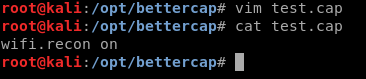 root@kali:/opt/bettercap# vim test.cap
root@kali:/opt/bettercap# cat test.cap
wifi.recon on
root@kali:/opt/bettercap#